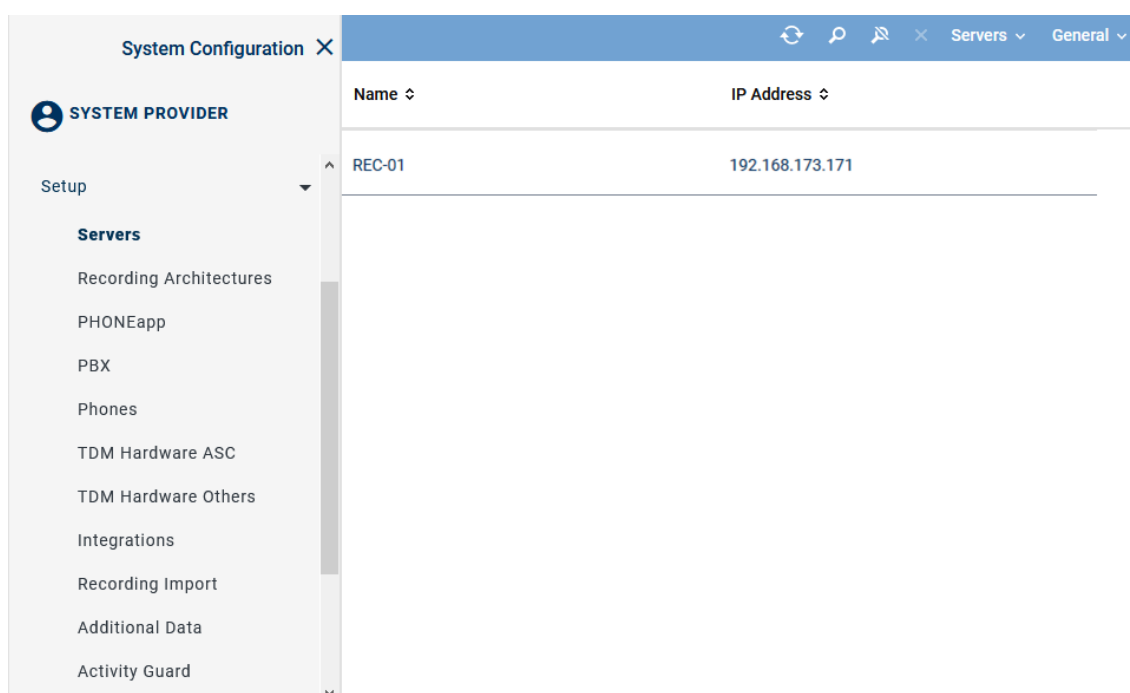 System Configuration
Servers
General
SYSTEM PROVIDER
Name
IP Address
REC-01
192.168.173.171
Setup
Servers
Recording Architectures
PHONEapp
PBX
Phones
TDM Hardware ASC
TDM Hardware Others
Integrations
Recording Import
Additional Data
Activity Guard